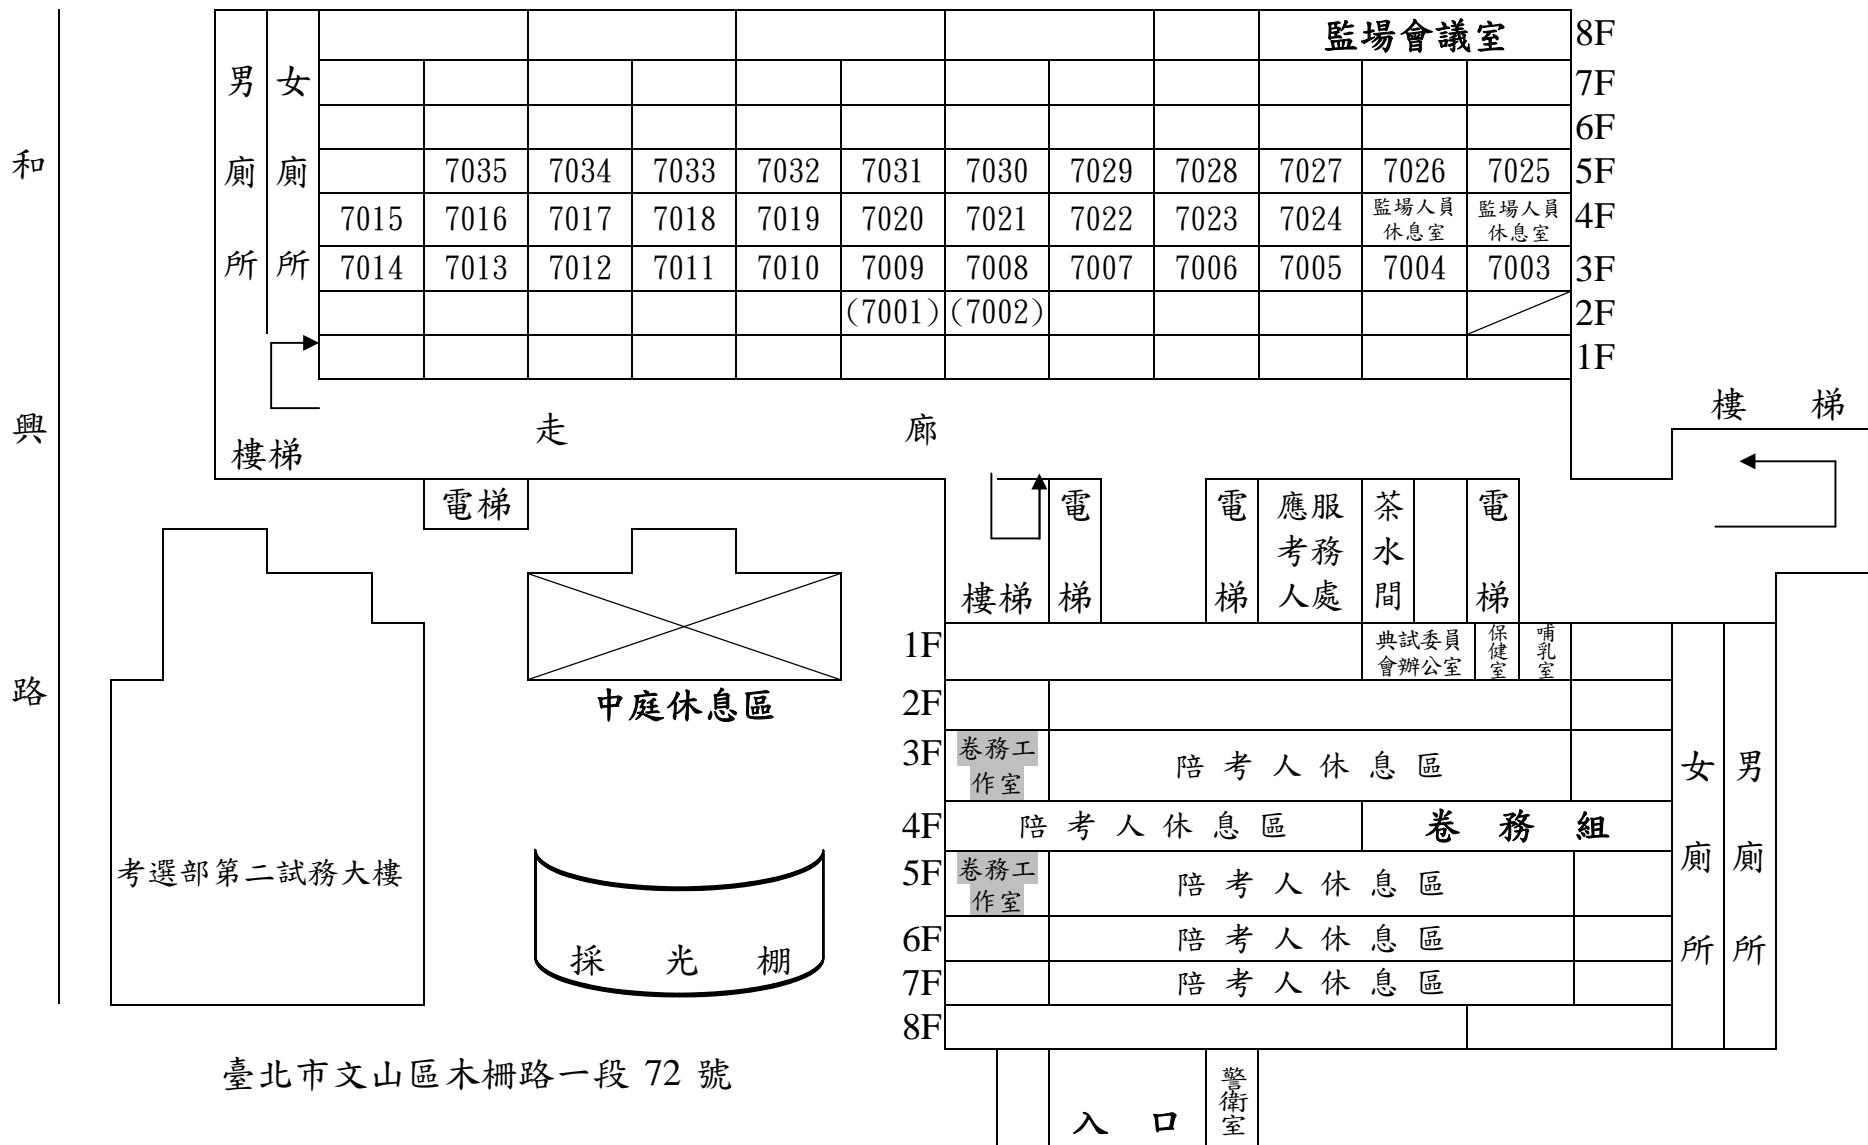 監場會議室 8F
7F
6F
7035 7034 7033 7032 7031 7030 7029 7028 7027 7026 7025 5F
7015 7016 7017 7018 7019 7020 7021 7022 7023 7024 監場人員休息室 監場人員休息室 4F
7014 7013 7012 7011 7010 7009 7008 7007 7006 7005 7004 7003 3F
(7001) (7002) 2F
1F
男廁所
女廁所
和興路
走廊
樓梯
樓梯
電梯
樓梯
電梯
電梯
應考人
服務處
茶水間
電梯
1F 典試委員
會辦公室
保健室
哺乳室
2F
3F 卷務工
作室
陪考人休息區
4F 陪考人休息區 卷務組
5F 卷務工
作室
陪考人休息區
6F 陪考人休息區
7F 陪考人休息區
8F
女廁所
男廁所
中庭休息區
考選部第二試務大樓
採光棚
臺北市文山區木柵路一段 72 號
入口
警衛室